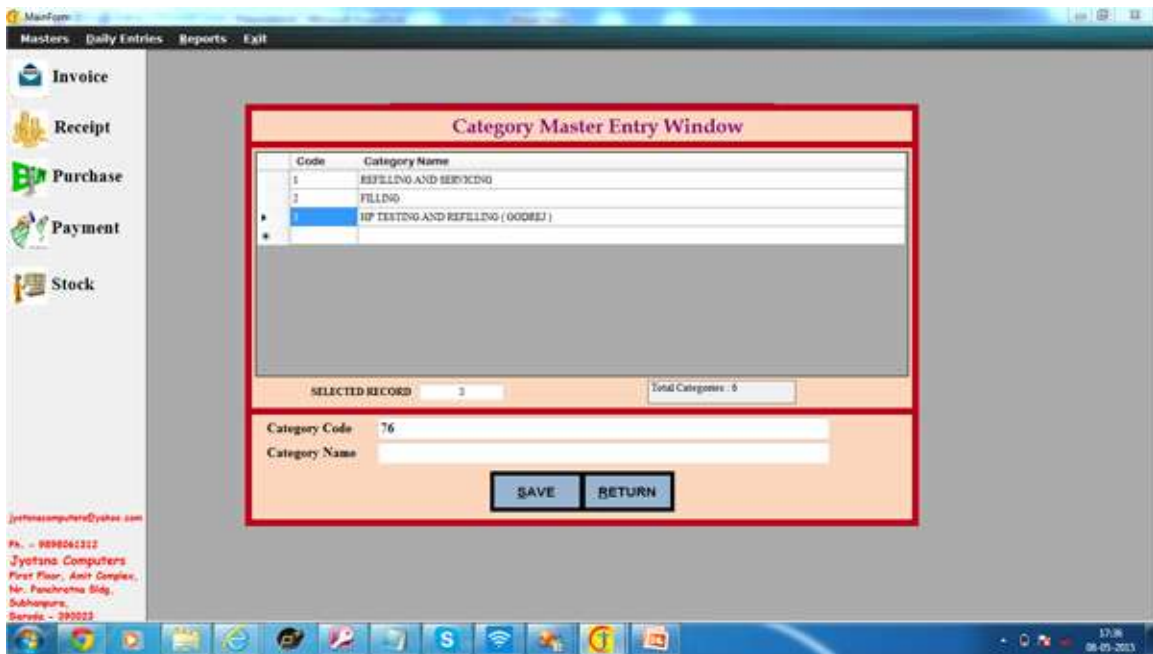 MainForm
Masters Daily Entries Reports Exit
Invoice
Receipt
Purchase
Payment
Stock
Category Master Entry Window
Code Category Name
1 REFILLING AND SERVICING
2 FILLING
3 HP TESTING AND REFILLING ( GODREJ )
SELECTED RECORD 3
Total Categories : 6
Category Code 76
Category Name
SAVE RETURN
jyotsnacomputers@yahoo.com
Ph. - 9898061312
Jyotsna Computers
First Floor, Amit Complex,
Nr. Panchratna Bldg,
Subhanpura,
Baroda - 390023
17:36
06-05-2015